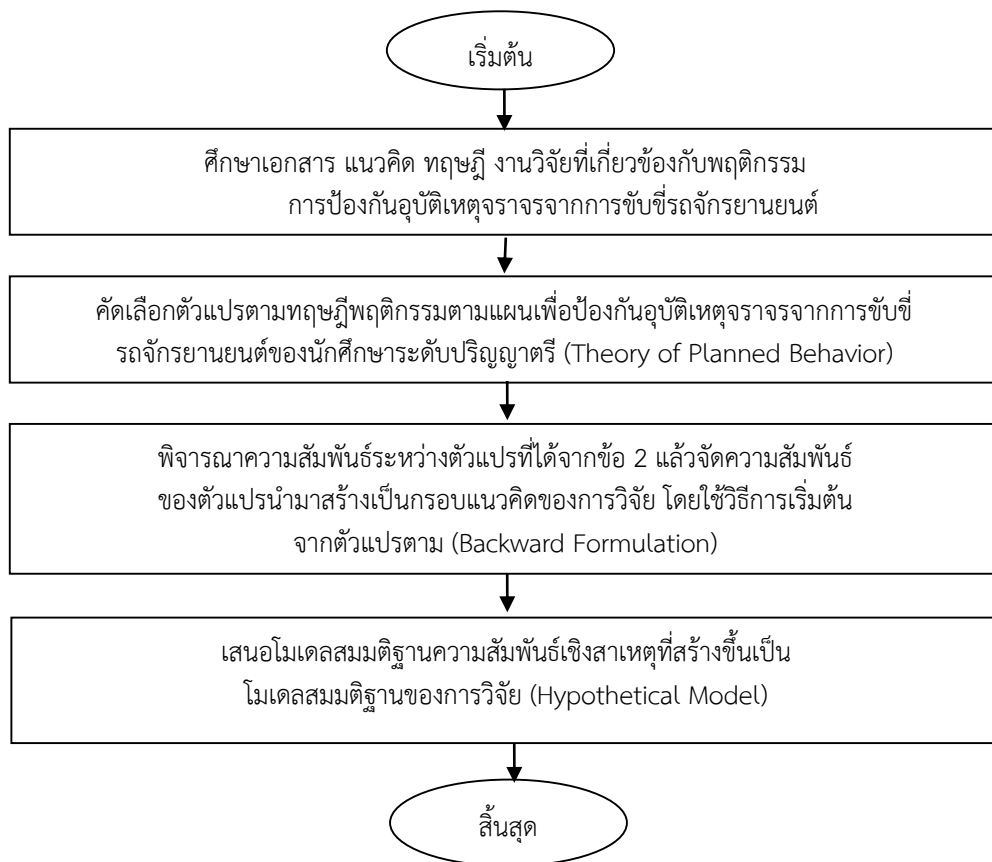 เริ่มต้น
ศึกษาเอกสาร แนวคิด ทฤษฎี งานวิจัยที่เกี่ยวข้องกับพฤติกรรม
การป้องกันอุบัติเหตุจราจรจากการขับขี่รถจักรยานยนต์
คัดเลือกตัวแปรตามทฤษฎีพฤติกรรมตามแผนเพื่อป้องกันอุบัติเหตุจราจรจากการขับขี่
รถจักรยานยนต์ของนักศึกษาระดับปริญญาตรี (Theory of Planned Behavior)
พิจารณาความสัมพันธ์ระหว่างตัวแปรที่ได้จากข้อ 2 แล้วจัดความสัมพันธ์
ของตัวแปรนำมาสร้างเป็นกรอบแนวคิดของการวิจัย โดยใช้วิธีการเริ่มต้น
จากตัวแปรตาม (Backward Formulation)
เสนอโมเดลสมมติฐานความสัมพันธ์เชิงสาเหตุที่สร้างขึ้นเป็น
โมเดลสมมติฐานของการวิจัย (Hypothetical Model)
สิ้นสุด